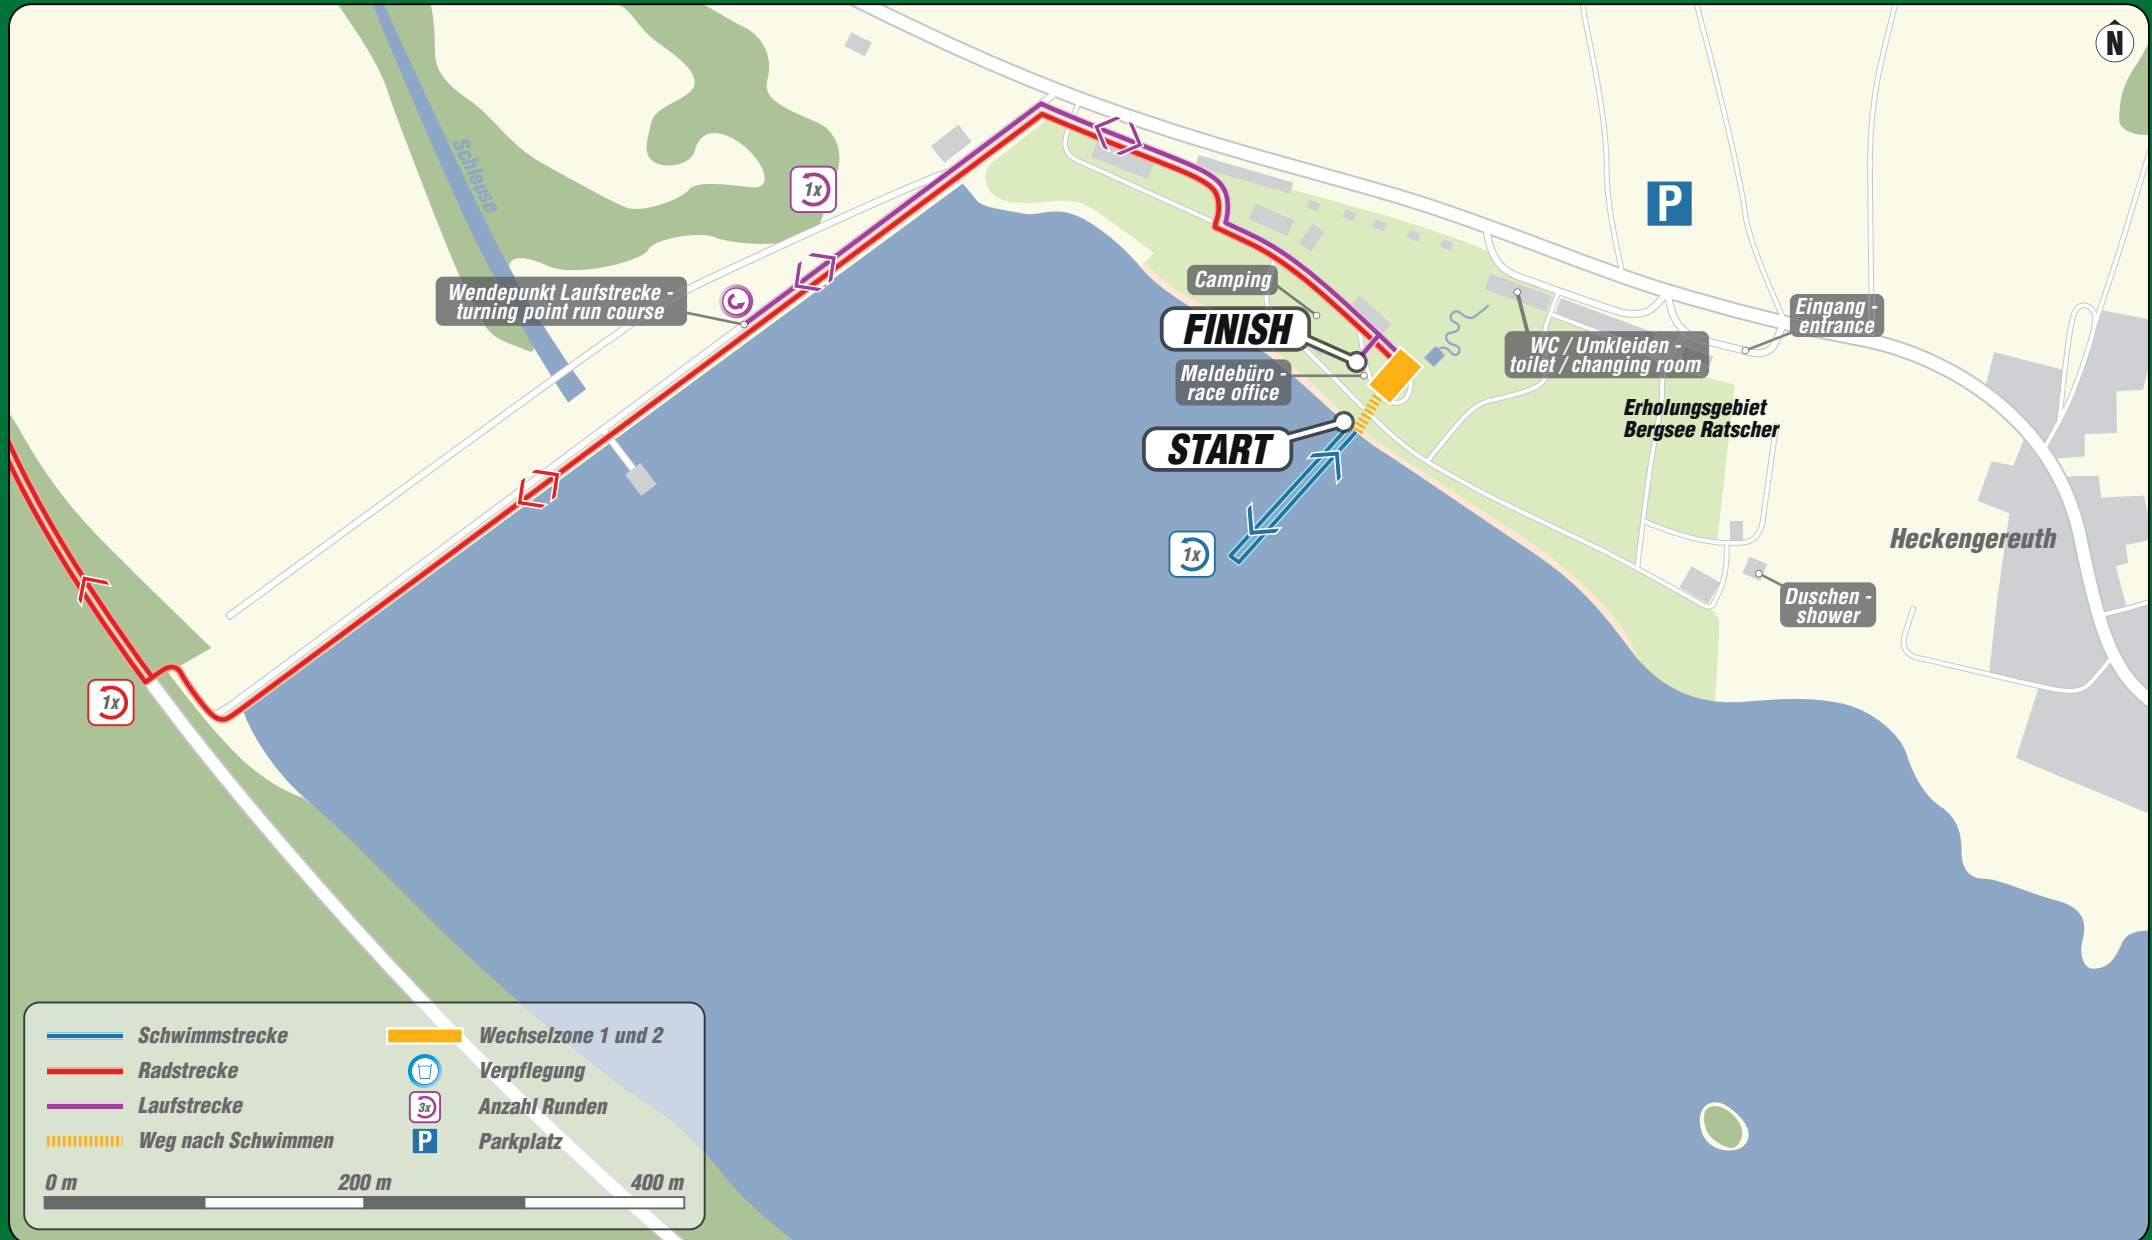 N
Schleuse
1x
P
Wendepunkt Laufstrecke -
turning point run course
Camping
FINISH
Eingang -
entrance
WC / Umkleiden -
toilet / changing room
Meldebüro -
race office
Erholungsgebiet
Bergsee Ratscher
START
1x
Heckengereuth
Duschen -
shower
1x
Schwimmstrecke
Radstrecke
Laufstrecke
Weg nach Schwimmen
Wechselzone 1 und 2
Verpflegung
3x
Anzahl Runden
P
Parkplatz
0 m
200 m
400 m